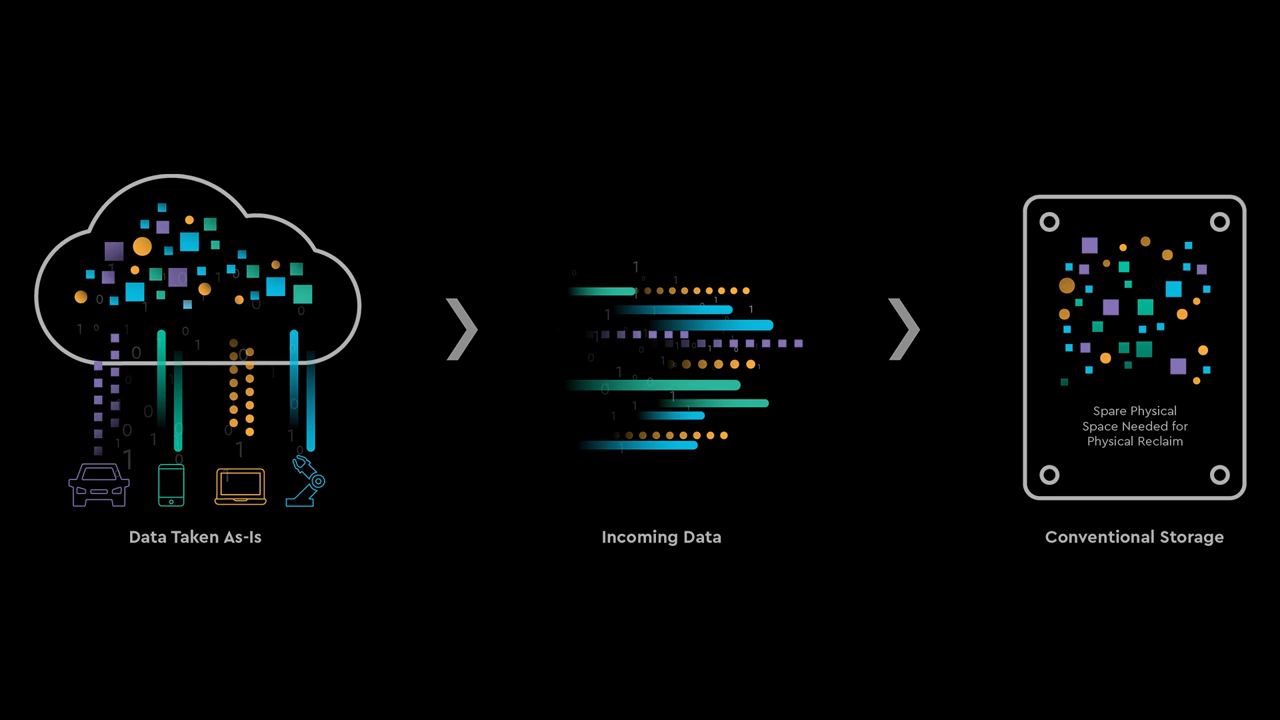 Spare Physical
Space Needed for
Physical Reclaim
Data Taken As-Is
Incoming Data
Conventional Storage